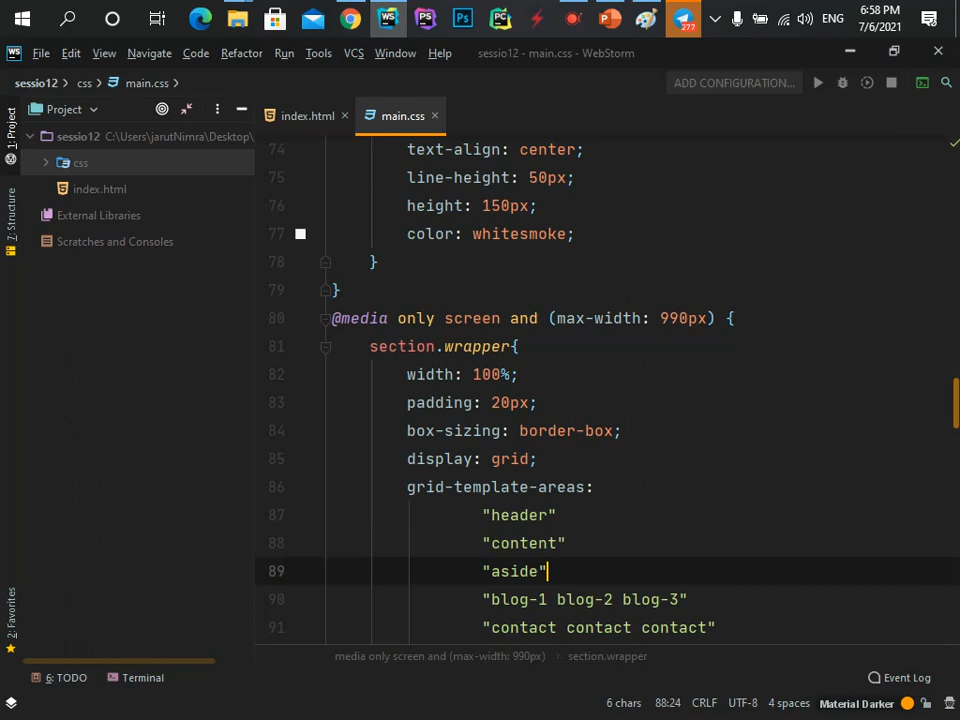 WS
PS
Ps
PC
277
ENG
6:58 PM
7/6/2021
WS File Edit View Navigate Code Refactor Run Tools VCS Window Help sessio12 - main.css - WebStorm
sessio12 css main.css ADD CONFIGURATION...
1: Project
7: Structure
2: Favorites
Project
index.html main.css
sessio12 C:\Users\jarutNimra\Desktop\
css
index.html
External Libraries
Scratches and Consoles
74 text-align: center;
75 line-height: 50px;
76 height: 150px;
77 color: whitesmoke;
78 }
79 }
80 @media only screen and (max-width: 990px) {
81 section.wrapper{
82 width: 100%;
83 padding: 20px;
84 box-sizing: border-box;
85 display: grid;
86 grid-template-areas:
87 "header"
88 "content"
89 "aside"
90 "blog-1 blog-2 blog-3"
91 "contact contact contact"
media only screen and (max-width: 990px) section.wrapper
6: TODO Terminal Event Log
6 chars 88:24 CRLF UTF-8 4 spaces Material Darker